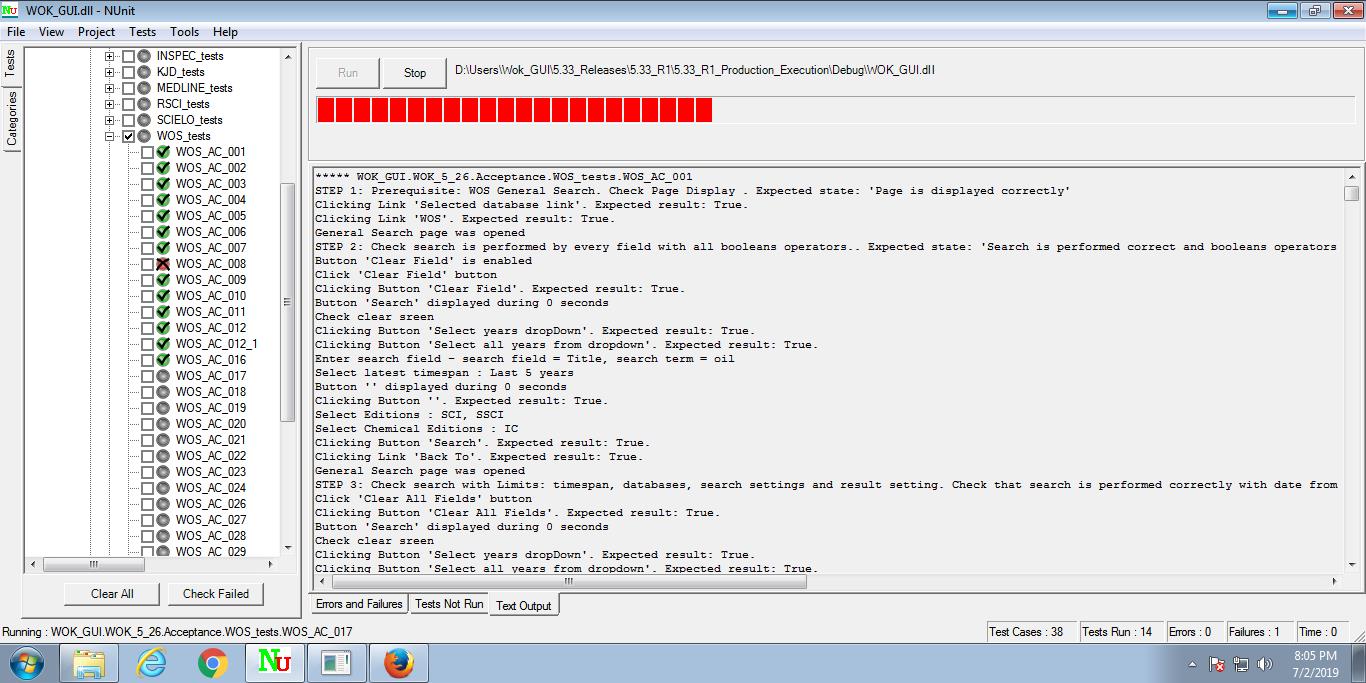 WOK_GUI.dll - NUnit
File View Project Tests Tools Help
Tests
Categories
INSPEC_tests
KJD_tests
MEDLINE_tests
RSCI_tests
SCIELO_tests
WOS_tests
WOS_AC_001
WOS_AC_002
WOS_AC_003
WOS_AC_004
WOS_AC_005
WOS_AC_006
WOS_AC_007
WOS_AC_008
WOS_AC_009
WOS_AC_010
WOS_AC_011
WOS_AC_012
WOS_AC_012_1
WOS_AC_016
WOS_AC_017
WOS_AC_018
WOS_AC_019
WOS_AC_020
WOS_AC_021
WOS_AC_022
WOS_AC_023
WOS_AC_024
WOS_AC_026
WOS_AC_027
WOS_AC_028
WOS_AC_029
Clear All Check Failed
Run Stop D:\Users\Wok_GUI\5.33_Releases\5.33_R1\5.33_R1_Production_Execution\Debug\WOK_GUI.dll
***** WOK_GUI.WOK_5_26.Acceptance.WOS_tests.WOS_AC_001
STEP 1: Prerequisite: WOS General Search. Check Page Display . Expected state: 'Page is displayed correctly'
Clicking Link 'Selected database link'. Expected result: True.
Clicking Link 'WOS'. Expected result: True.
General Search page was opened
STEP 2: Check search is performed by every field with all booleans operators.. Expected state: 'Search is performed correct and booleans operators
Button 'Clear Field' is enabled
Click 'Clear Field' button
Clicking Button 'Clear Field'. Expected result: True.
Button 'Search' displayed during 0 seconds
Check clear sreen
Clicking Button 'Select years dropDown'. Expected result: True.
Clicking Button 'Select all years from dropdown'. Expected result: True.
Enter search field - search field = Title, search term = oil
Select latest timespan : Last 5 years
Button '' displayed during 0 seconds
Clicking Button ''. Expected result: True.
Select Editions : SCI, SSCI
Select Chemical Editions : IC
Clicking Button 'Search'. Expected result: True.
Clicking Link 'Back To'. Expected result: True.
General Search page was opened
STEP 3: Check search with Limits: timespan, databases, search settings and result setting. Check that search is performed correctly with date from
Click 'Clear All Fields' button
Clicking Button 'Clear All Fields'. Expected result: True.
Button 'Search' displayed during 0 seconds
Check clear sreen
Clicking Button 'Select years dropDown'. Expected result: True.
Clicking Button 'Select all years from dropdown'. Expected result: True.
Errors and Failures Tests Not Run Text Output
Running : WOK_GUI.WOK_5_26.Acceptance.WOS_tests.WOS_AC_017 Test Cases : 38 Tests Run : 14 Errors : 0 Failures : 1 Time : 0
Nu
8:05 PM
7/2/2019